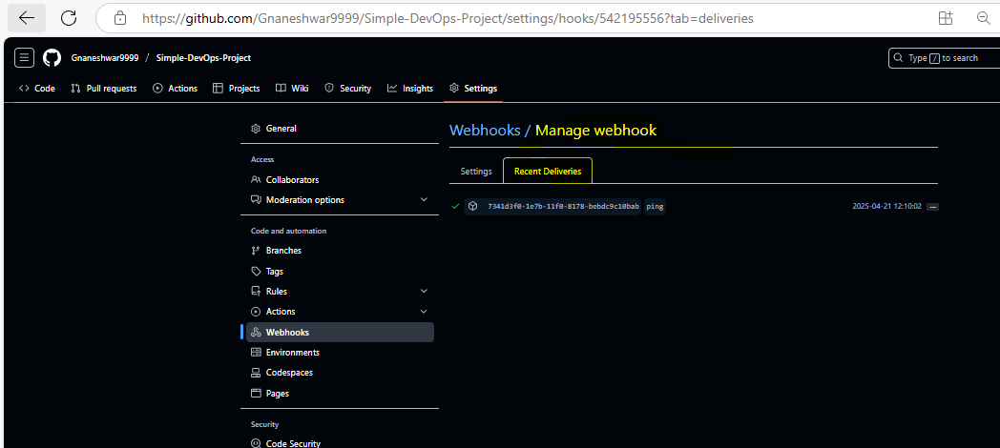 https://github.com/Gnaneshwar9999/Simple-DevOps-Project/settings/hooks/542195556?tab=deliveries
Gnaneshwar9999 / Simple-DevOps-Project
Type / to search
Code Pull requests Actions Projects Wiki Security Insights Settings
General
Access
Collaborators
Moderation options
Code and automation
Branches
Tags
Rules
Actions
Webhooks
Environments
Codespaces
Pages
Security
Code Security
Webhooks / Manage webhook
Settings Recent Deliveries
7341d3f0-1e7b-11f0-8178-bebdc9c10bab ping 2025-04-21 12:10:02